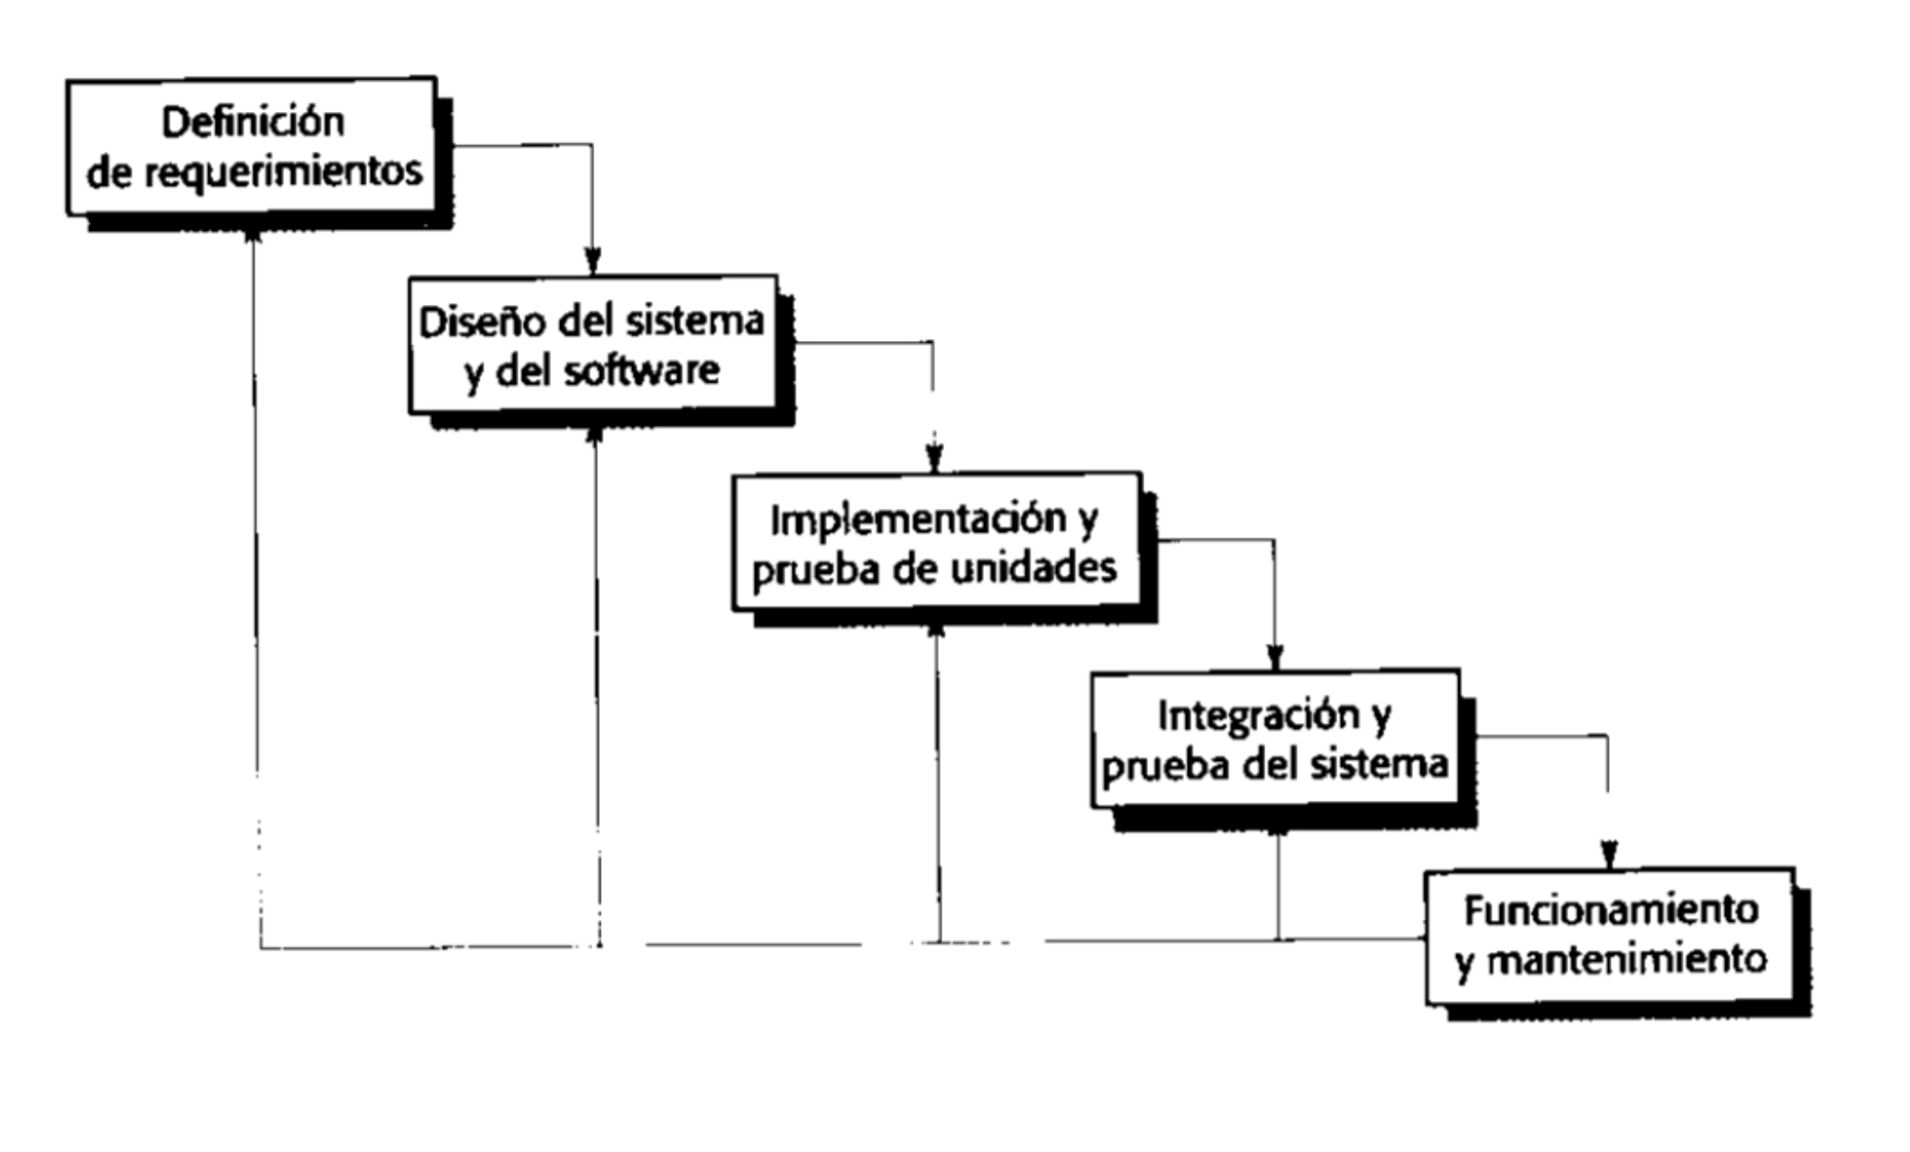 Definición
de requerimientos
Diseño del sistema
y del software
Implementación y
prueba de unidades
Integración y
prueba del sistema
Funcionamiento
y mantenimiento